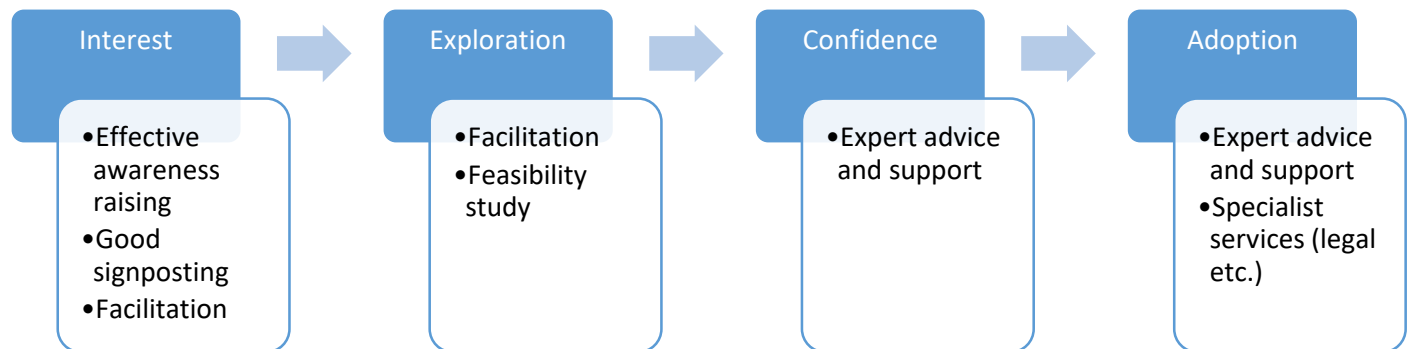 Interest
•Effective
awareness
raising
•Good
signposting
•Facilitation
Exploration
•Facilitation
•Feasibility
study
Confidence
•Expert advice
and support
Adoption
•Expert advice
and support
•Specialist
services (legal
etc.)